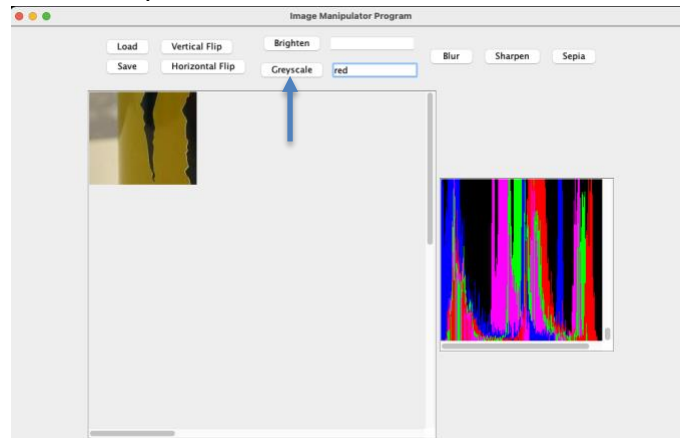 Image Manipulator Program
Load Vertical Flip Brighten
Blur Sharpen Sepia
Save Horizontal Flip Greyscale red